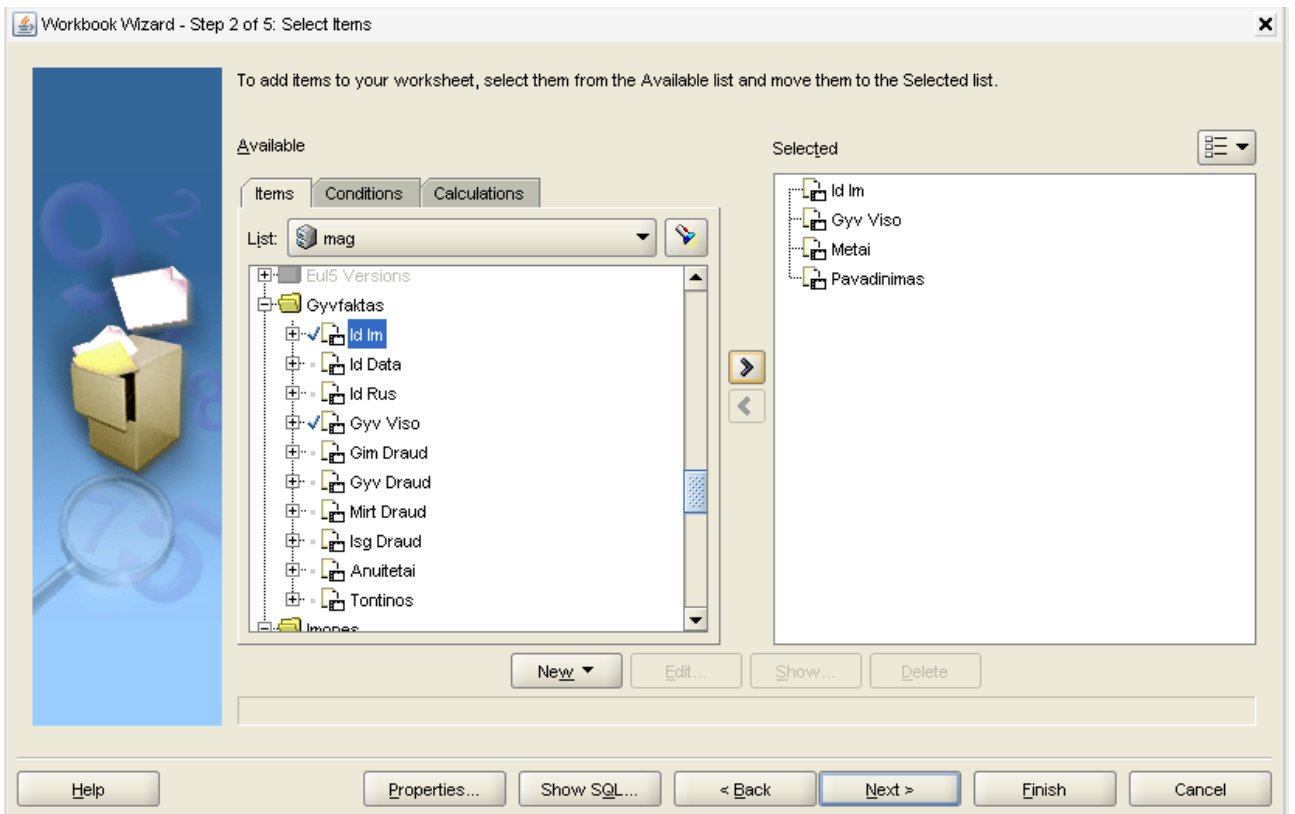 Workbook Wizard - Step 2 of 5: Select Items
To add items to your worksheet, select them from the Available list and move them to the Selected list.
Available
Selected
Items Conditions Calculations
List: mag
Eul5 Versions
Gyvfaktas
Id Im
Id Data
Id Rus
Gyv Viso
Gim Draud
Gyv Draud
Mirt Draud
Isg Draud
Anuitetai
Tontinos
Imones
Id Im
Gyv Viso
Metai
Pavadinimas
New Edit... Show... Delete
Help Properties... Show SQL... < Back Next > Finish Cancel